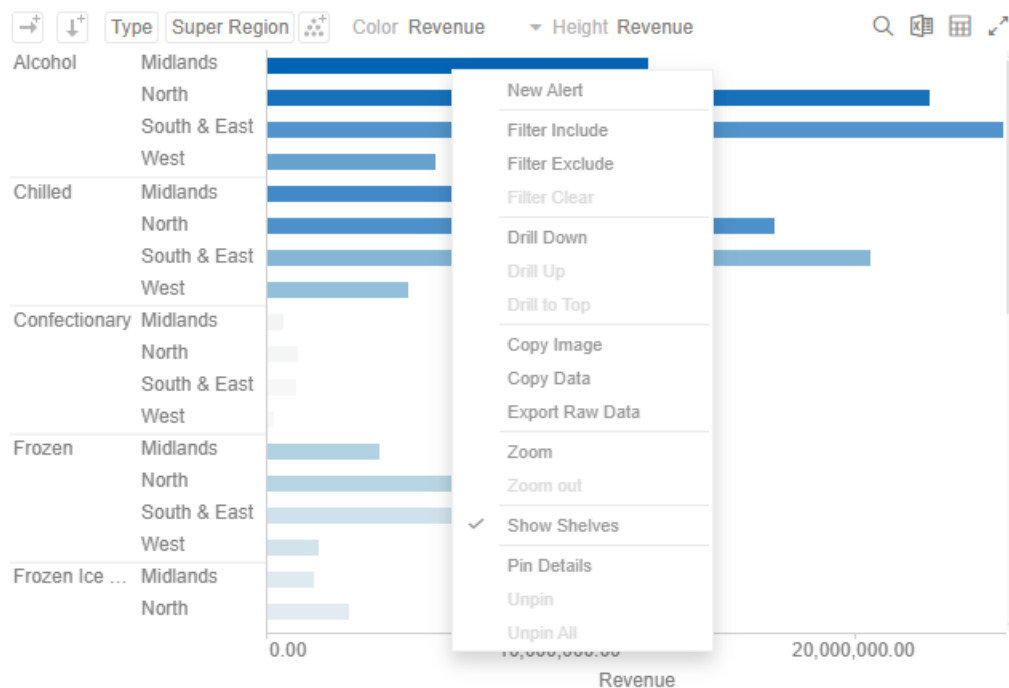 Type Super Region Color Revenue Height Revenue
Alcohol Midlands
North
South & East
West
Chilled Midlands
North
South & East
West
Confectionary Midlands
North
South & East
West
Frozen Midlands
North
South & East
West
Frozen Ice ... Midlands
North
New Alert
Filter Include
Filter Exclude
Filter Clear
Drill Down
Drill Up
Drill to Top
Copy Image
Copy Data
Export Raw Data
Zoom
Zoom out
Show Shelves
Pin Details
Unpin
Unpin All
0.00 20,000,000.00
Revenue